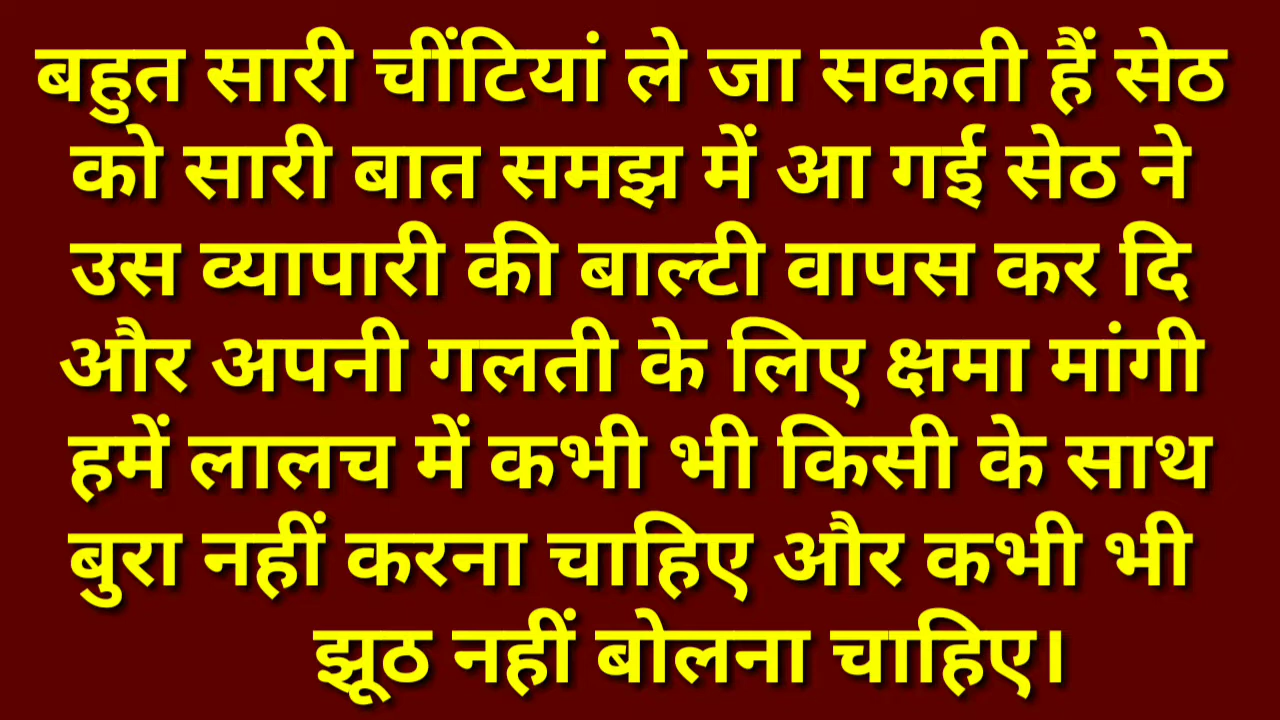 बहुत सारी चींटियां ले जा सकती हैं सेठ
को सारी बात समझ में आ गई सेठ ने
उस व्यापारी की बाल्टी वापस कर दि
और अपनी गलती के लिए क्षमा मांगी
हमें लालच में कभी भी किसी के साथ
बुरा नहीं करना चाहिए और कभी भी
झूठ नहीं बोलना चाहिए।